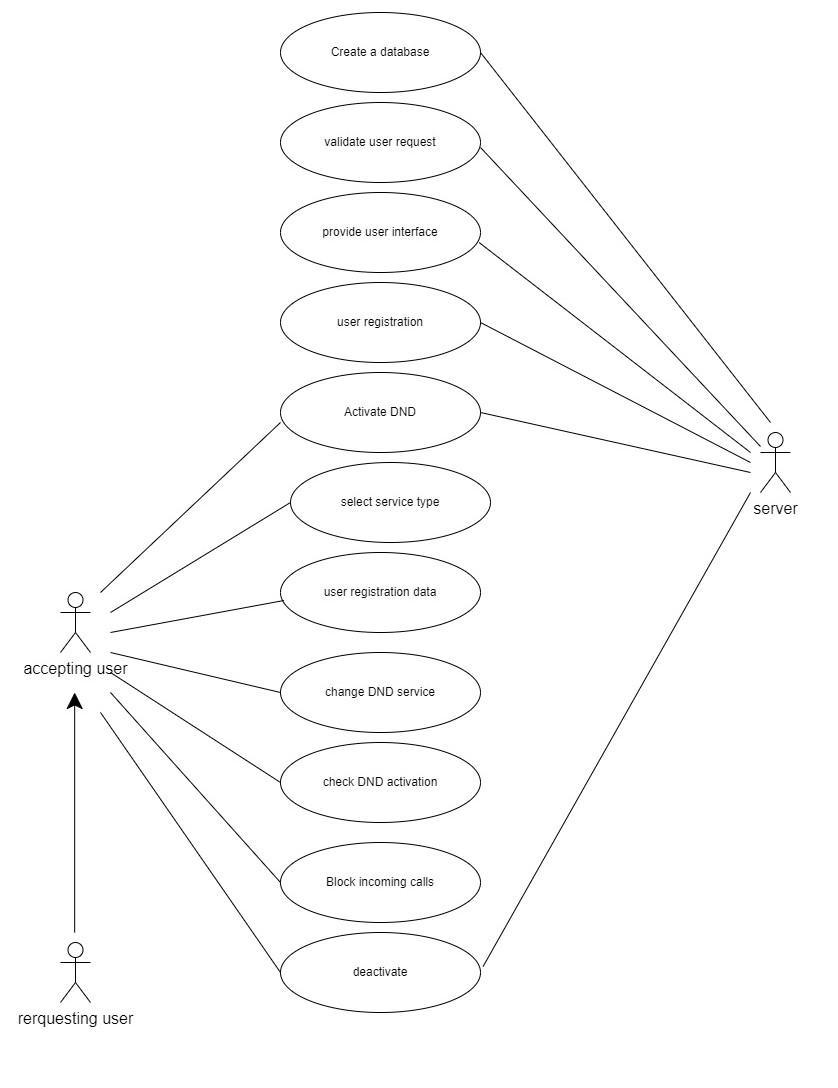 Create a database
validate user request
provide user interface
user registration
Activate DND
server
select service type
user registration data
accepting user
change DND service
check DND activation
Block incoming calls
deactivate
rerquesting user